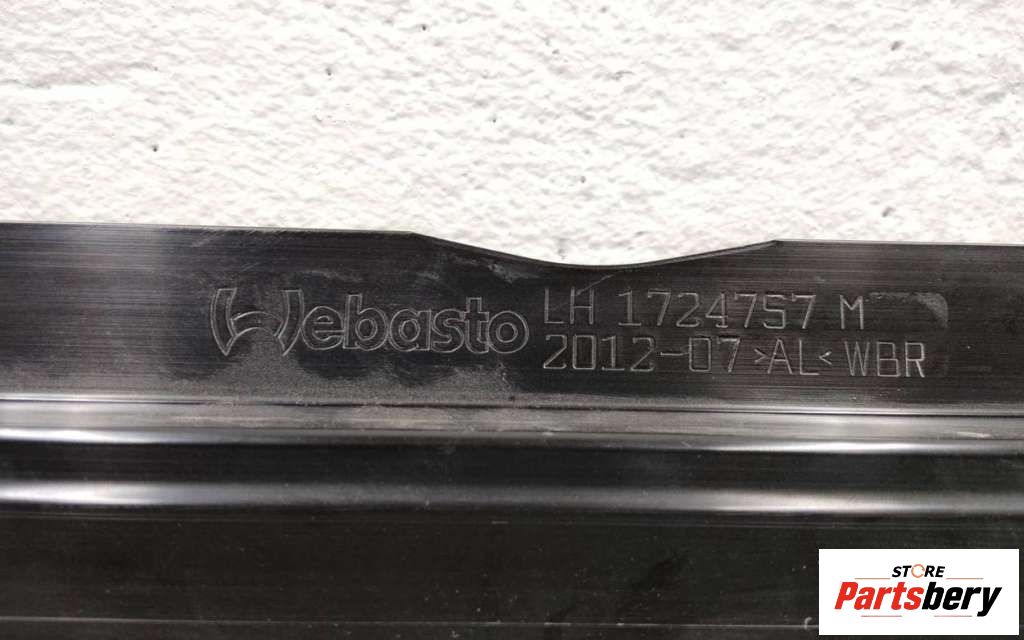 Webasto
LH 1724757 M
2012-07 >AL< WBR
STORE
Partsbery